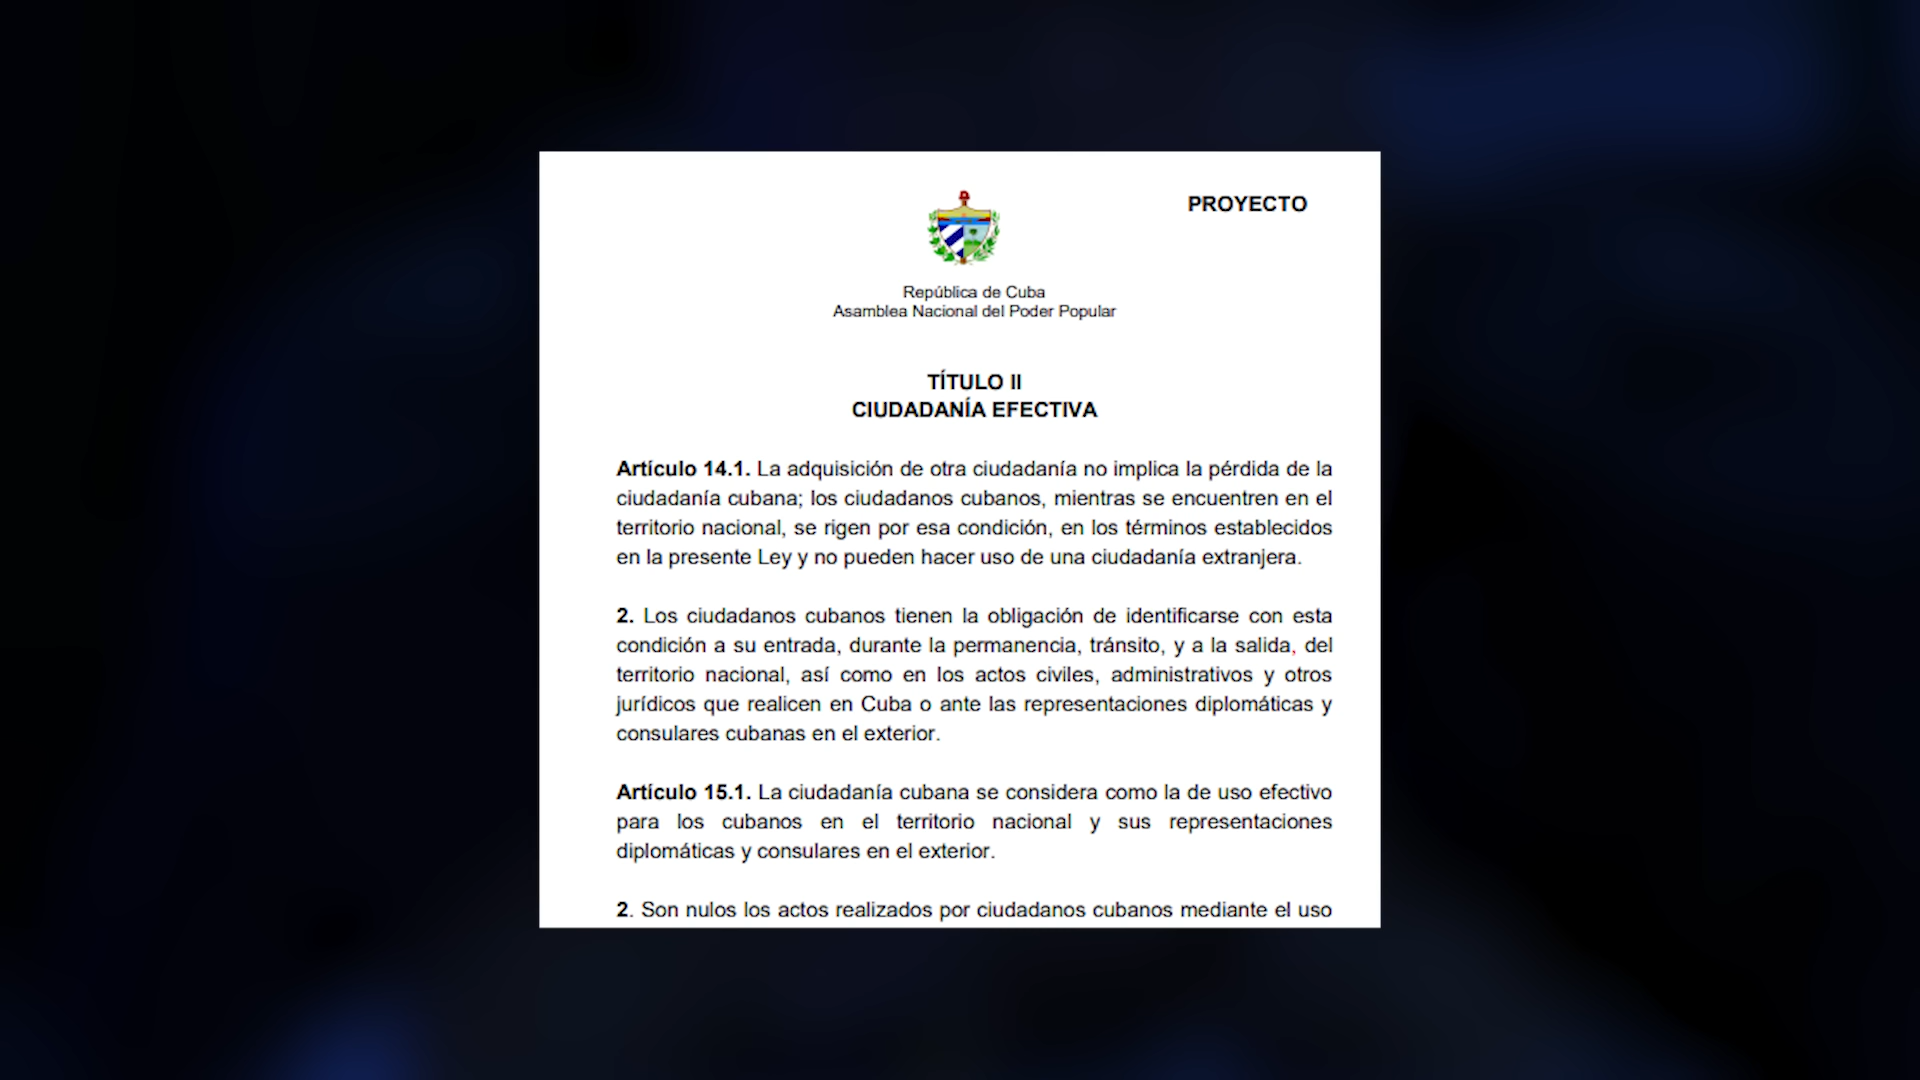 PROYECTO
República de Cuba
Asamblea Nacional del Poder Popular
TÍTULO II
CIUDADANÍA EFECTIVA
Artículo 14.1. La adquisición de otra ciudadanía no implica la pérdida de la
ciudadanía cubana; los ciudadanos cubanos, mientras se encuentren en el
territorio nacional, se rigen por esa condición, en los términos establecidos
en la presente Ley y no pueden hacer uso de una ciudadanía extranjera.
2. Los ciudadanos cubanos tienen la obligación de identificarse con esta
condición a su entrada, durante la permanencia, tránsito, y a la salida, del
territorio nacional, así como en los actos civiles, administrativos y otros
jurídicos que realicen en Cuba o ante las representaciones diplomáticas y
consulares cubanas en el exterior.
Artículo 15.1. La ciudadanía cubana se considera como la de uso efectivo
para los cubanos en el territorio nacional y sus representaciones
diplomáticas y consulares en el exterior.
2. Son nulos los actos realizados por ciudadanos cubanos mediante el uso